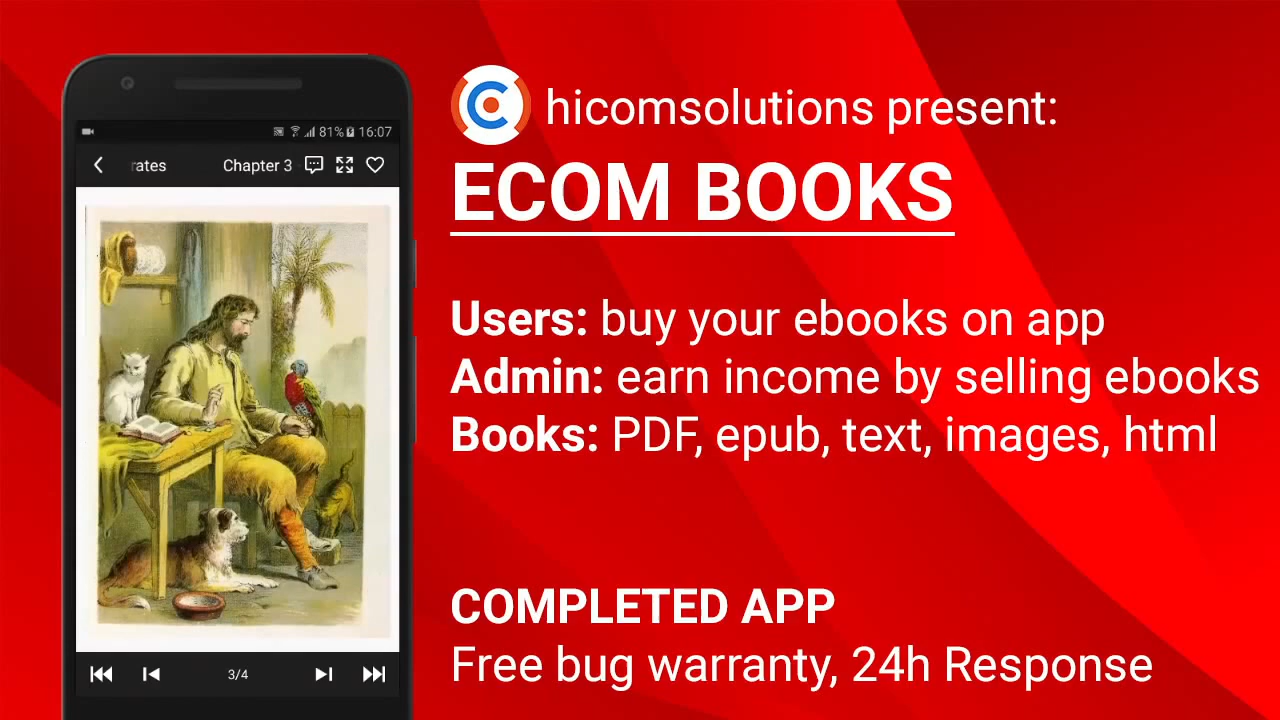 81% 16:07
rates Chapter 3
3/4
hicomsolutions present:
ECOM BOOKS
Users: buy your ebooks on app
Admin: earn income by selling ebooks
Books: PDF, epub, text, images, html
COMPLETED APP
Free bug warranty, 24h Response